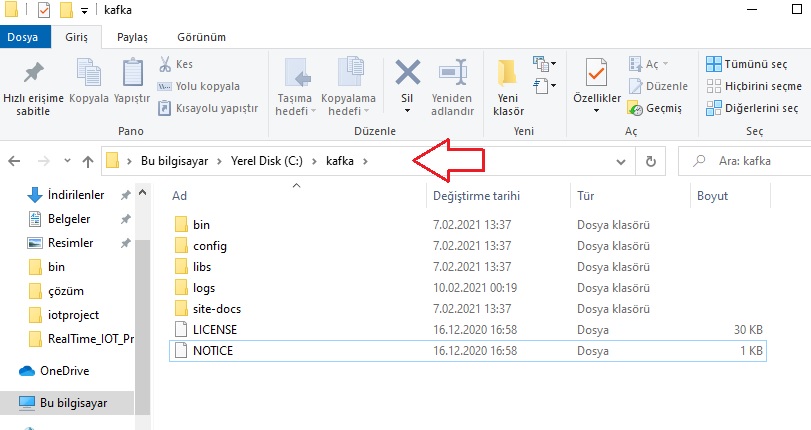 kafka
Dosya Giriş Paylaş Görünüm
Hızlı erişime sabitle
Kopyala
Yapıştır
Kes
Yolu kopyala
Kısayolu yapıştır
Pano
Taşıma hedefi
Kopyalama hedefi
Sil
Yeniden adlandır
Düzenle
Yeni klasör
Yeni
Özellikler
Aç
Düzenle
Geçmiş
Aç
Tümünü seç
Hiçbirini seçme
Diğerlerini seç
Seç
Bu bilgisayar Yerel Disk (C:) kafka
Ara: kafka
İndirilenler
Belgeler
Resimler
bin
çözüm
iotproject
RealTime_IOT_Pr
OneDrive
Bu bilgisayar
Ad Değiştirme tarihi Tür Boyut
bin 7.02.2021 13:37 Dosya klasörü
config 7.02.2021 13:37 Dosya klasörü
libs 7.02.2021 13:37 Dosya klasörü
logs 10.02.2021 00:19 Dosya klasörü
site-docs 7.02.2021 13:37 Dosya klasörü
LICENSE 16.12.2020 16:58 Dosya 30 KB
NOTICE 16.12.2020 16:58 Dosya 1 KB